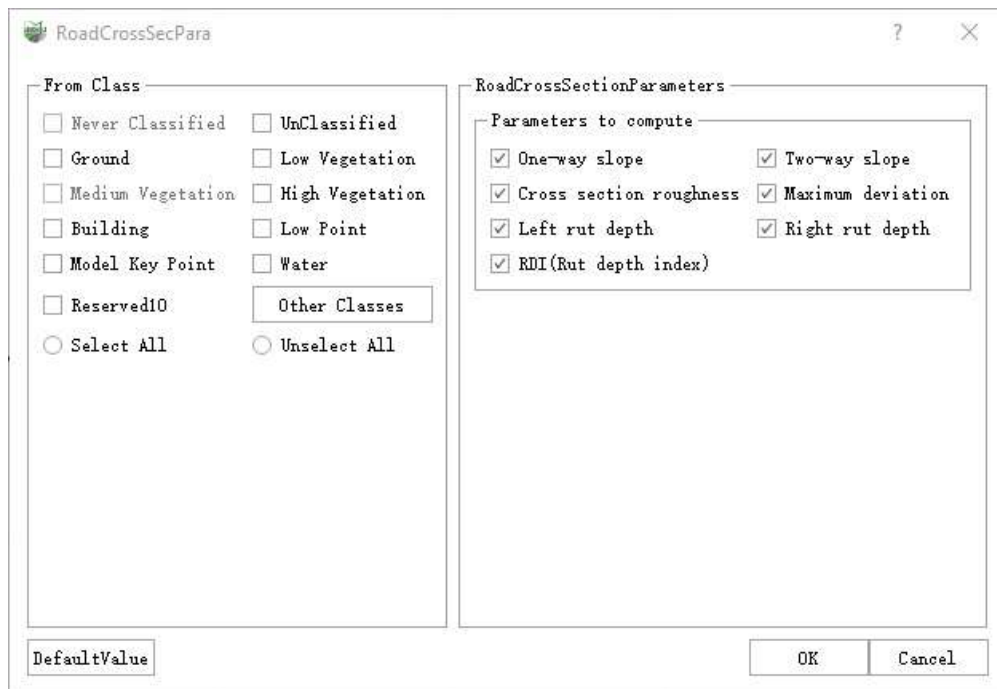 RoadCrossSecPara
?
From Class
Never Classified
UnClassified
Ground
Low Vegetation
Medium Vegetation
High Vegetation
Building
Low Point
Model Key Point
Water
Reserved10
Other Classes
Select All
Unselect All
RoadCrossSectionParameters
Parameters to compute
One-way slope
Two-way slope
Cross section roughness
Maximum deviation
Left rut depth
Right rut depth
RDI(Rut depth index)
DefaultValue
OK
Cancel